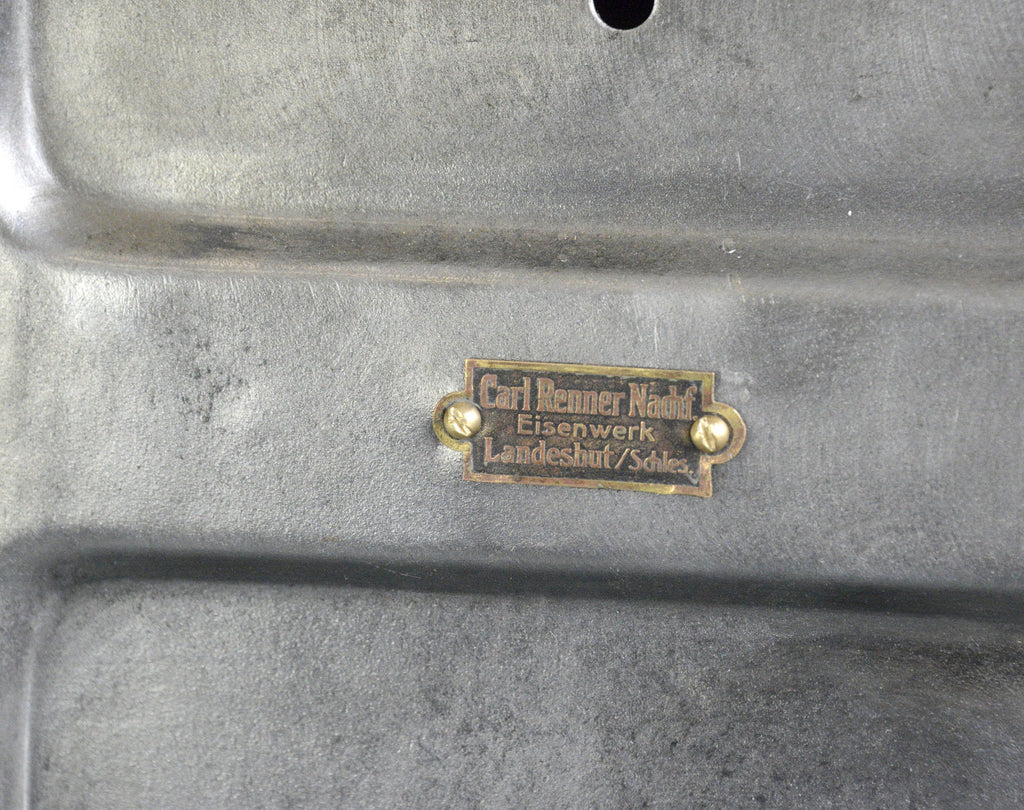 Carl Renner Nachf
Eisenwerk
Landeshut/Schles.